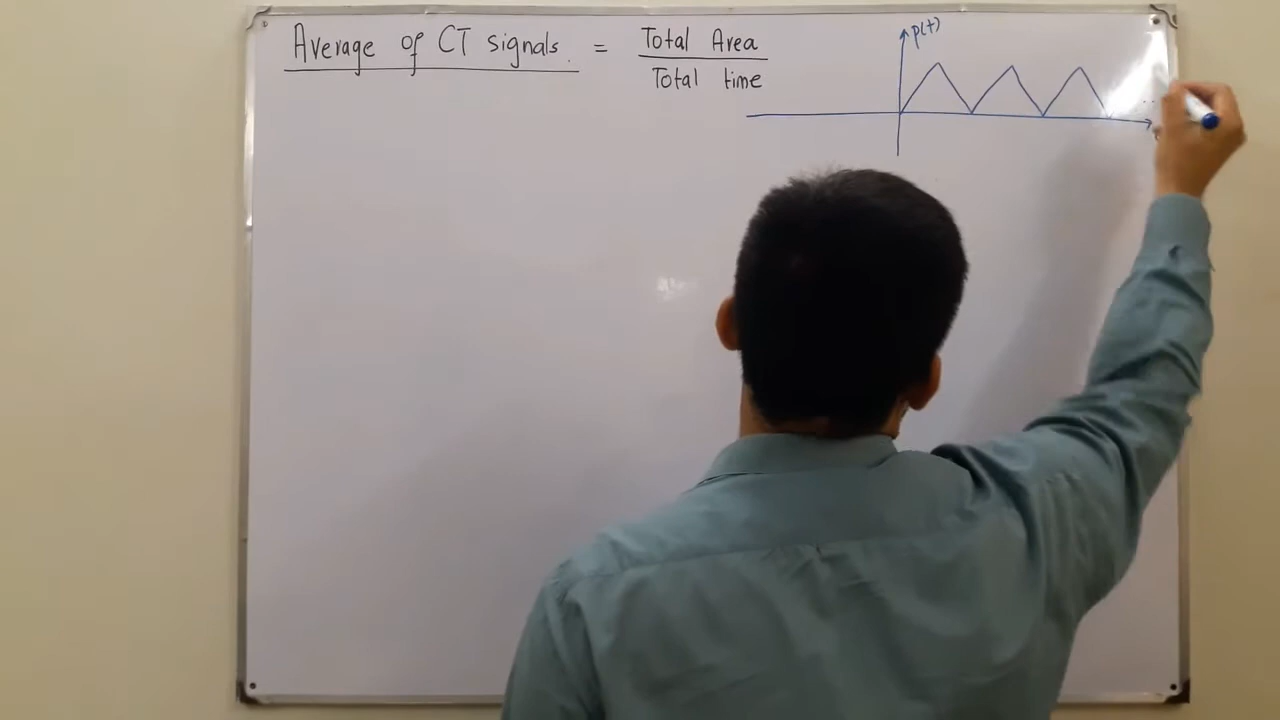 Average of CT signals. = Total Area
Total time
p(t)